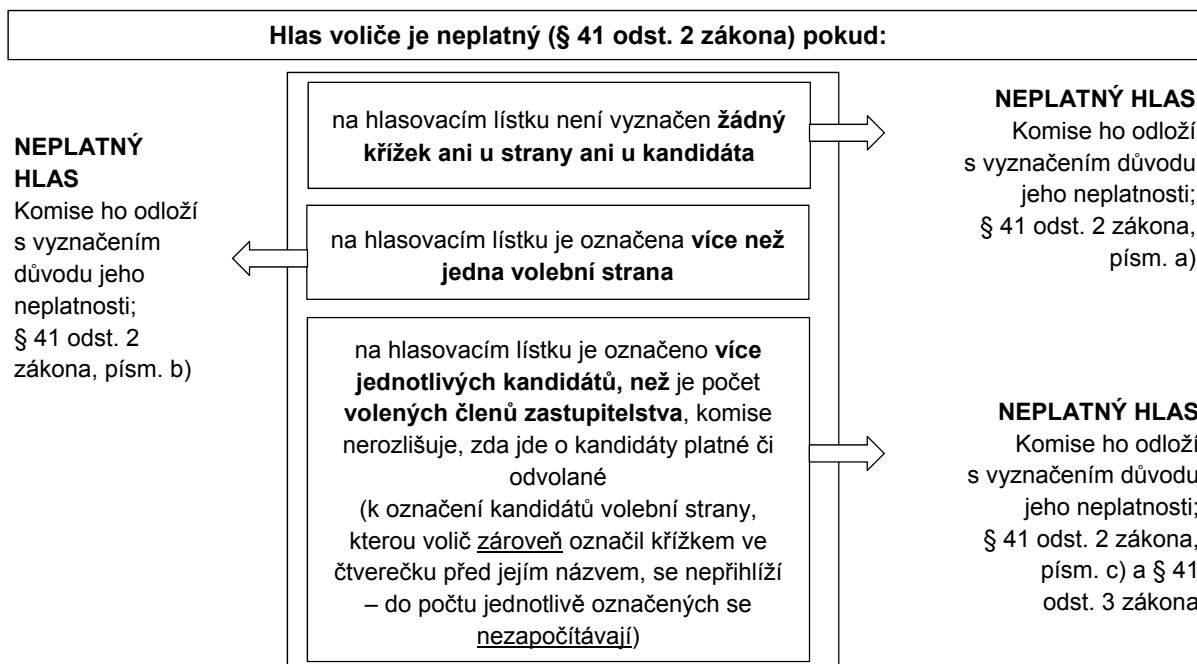 Hlas voliče je neplatný (§ 41 odst. 2 zákona) pokud:
na hlasovacím lístku není vyznačen žádný
křížek ani u strany ani u kandidáta
NEPLATNÝ HLAS
Komise ho odloží
s vyznačením důvodu
jeho neplatnosti;
§ 41 odst. 2 zákona,
písm. a)
NEPLATNÝ
HLAS
Komise ho odloží
s vyznačením
důvodu jeho
neplatnosti;
§ 41 odst. 2
zákona, písm. b)
na hlasovacím lístku je označena více než
jedna volební strana
na hlasovacím lístku je označeno více
jednotlivých kandidátů, než je počet
volených členů zastupitelstva, komise
nerozlišuje, zda jde o kandidáty platné či
odvolané
(k označení kandidátů volební strany,
kterou volič zároveň označil křížkem ve
čtverečku před jejím názvem, se nepřihlíží
– do počtu jednotlivě označených se
nezapočítávají)
NEPLATNÝ HLAS
Komise ho odloží
s vyznačením důvodu
jeho neplatnosti;
§ 41 odst. 2 zákona,
písm. c) a § 41
odst. 3 zákona